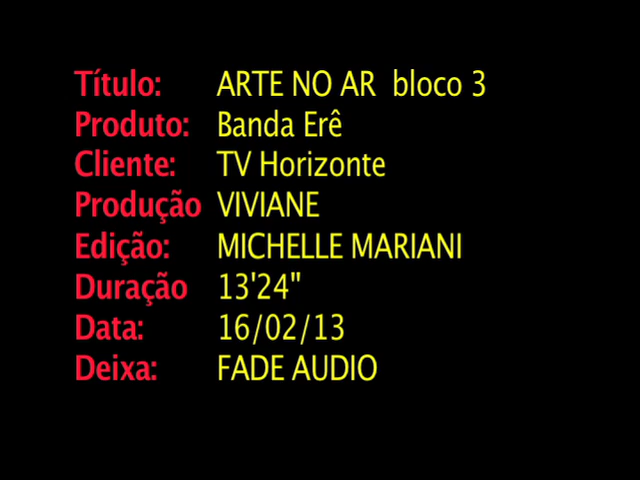 Título: ARTE NO AR bloco 3
Produto: Banda Erê
Cliente: TV Horizonte
Produção VIVIANE
Edição: MICHELLE MARIANI
Duração 13'24"
Data: 16/02/13
Deixa: FADE AUDIO